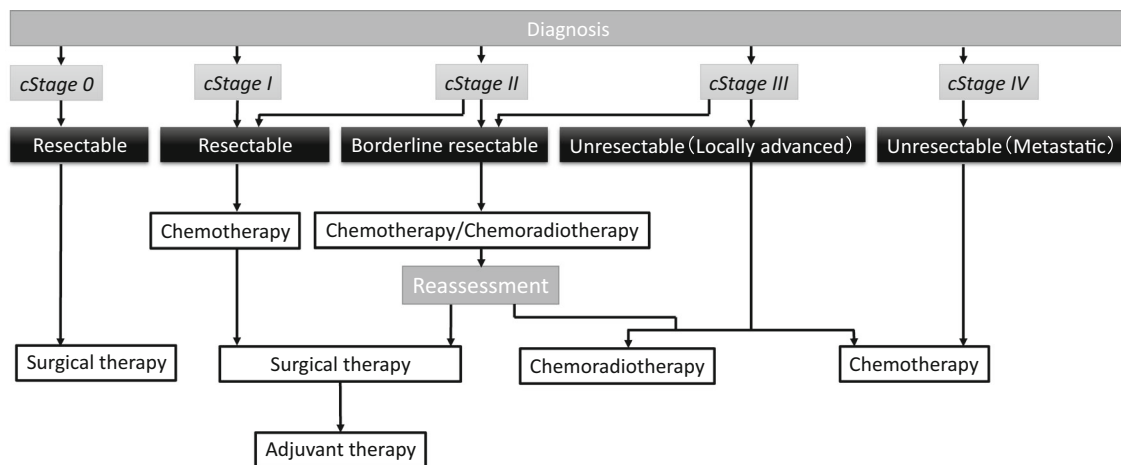 Diagnosis
cStage 0
cStage I
cStage II
cStage III
cStage IV
Resectable
Resectable
Borderline resectable
Unresectable（Locally advanced）
Unresectable（Metastatic）
Chemotherapy
Chemotherapy/Chemoradiotherapy
Reassessment
Surgical therapy
Surgical therapy
Chemoradiotherapy
Chemotherapy
Adjuvant therapy